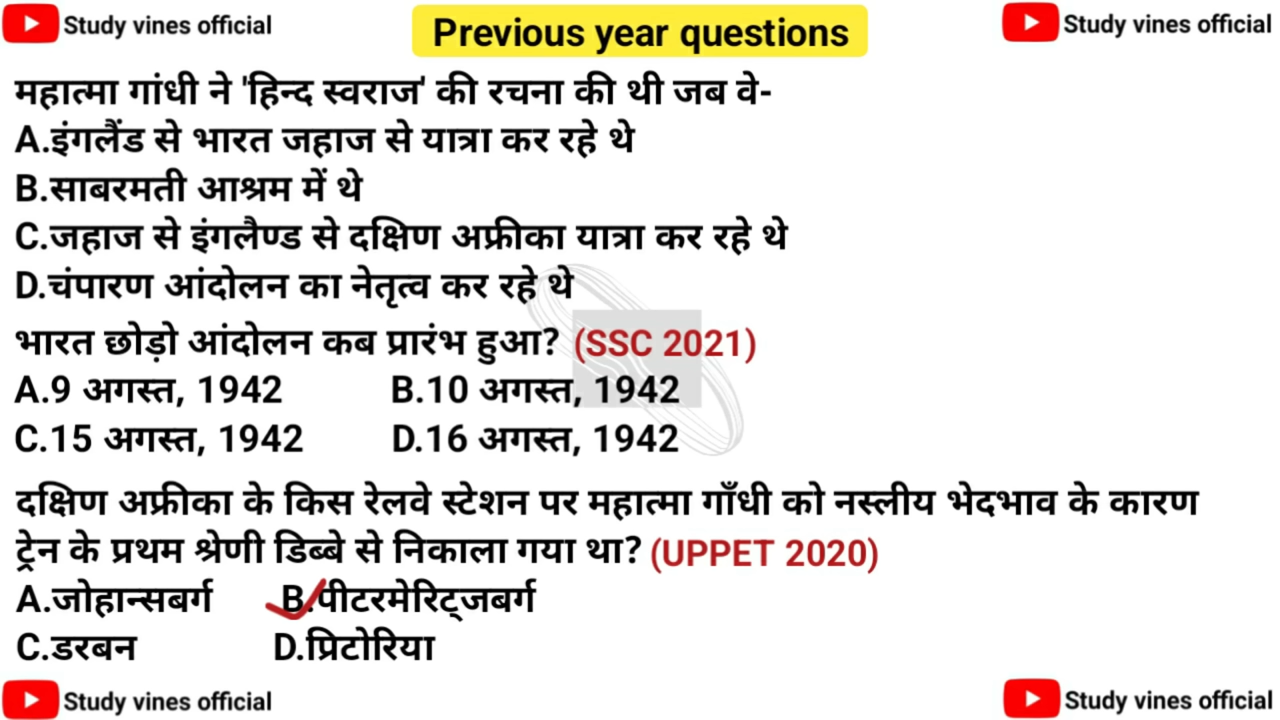 Study vines official
Previous year questions
Study vines official
महात्मा गांधी ने 'हिन्द स्वराज' की रचना की थी जब वे-
A.इंगलैंड से भारत जहाज से यात्रा कर रहे थे
B.साबरमती आश्रम में थे
C.जहाज से इंगलैण्ड से दक्षिण अफ्रीका यात्रा कर रहे थे
D.चंपारण आंदोलन का नेतृत्व कर रहे थे
भारत छोड़ो आंदोलन कब प्रारंभ हुआ? (SSC 2021)
A.9 अगस्त, 1942 B.10 अगस्त, 1942
C.15 अगस्त, 1942 D.16 अगस्त, 1942
दक्षिण अफ्रीका के किस रेलवे स्टेशन पर महात्मा गाँधी को नस्लीय भेदभाव के कारण
ट्रेन के प्रथम श्रेणी डिब्बे से निकाला गया था? (UPPET 2020)
A.जोहान्सबर्ग B.पीटरमेरिट्जबर्ग
C.डरबन D.प्रिटोरिया
Study vines official
Study vines official